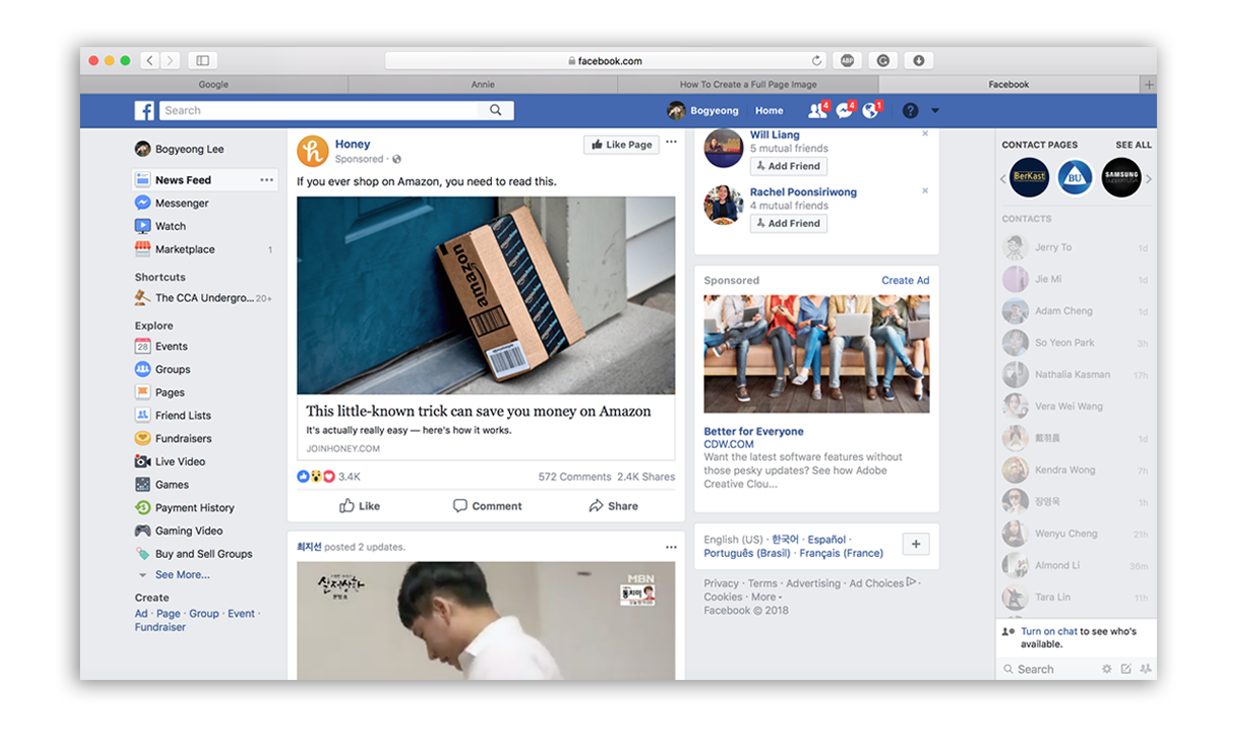 facebook.com
ABP
Google
Annie
How To Create a Full Page Image
Facebook
+
f
Search
Bogyeong
Home
4
4
1
?
Bogyeong Lee
News Feed
Messenger
Watch
Marketplace
1
Shortcuts
The CCA Undergro... 20+
Explore
28
Events
Groups
Pages
Friend Lists
Fundraisers
Live Video
Games
Payment History
Gaming Video
Buy and Sell Groups
See More...
Create
Ad · Page · Group · Event ·
Fundraiser
h
Honey
Sponsored ·
Like Page
If you ever shop on Amazon, you need to read this.
amazon
This little-known trick can save you money on Amazon
It's actually really easy — here's how it works.
JOINHONEY.COM
3.4K
572 Comments 2.4K Shares
Like
Comment
Share
최지선 posted 2 updates.
MBN
동치미
Will Liang
5 mutual friends
Add Friend
Rachel Poonsiriwong
4 mutual friends
Add Friend
Sponsored
Create Ad
Better for Everyone
CDW.COM
Want the latest software features without
those pesky updates? See how Adobe
Creative Clou...
English (US) · 한국어 · Español ·
Português (Brasil) · Français (France)
+
Privacy · Terms · Advertising · Ad Choices ·
Cookies · More
Facebook © 2018
CONTACT PAGES
SEE ALL
BerKast
BU
SAMSUNG
CONTACTS
Jerry To 1d
Jie Mi 1d
Adam Cheng 1d
So Yeon Park 3h
Nathalia Kasman 17h
Vera Wei Wang
戴羽晨 1d
Kendra Wong 7h
장영욱 1h
Wenyu Cheng 21h
Almond Li 36m
Tara Lin 11h
Turn on chat to see who's
available.
Search